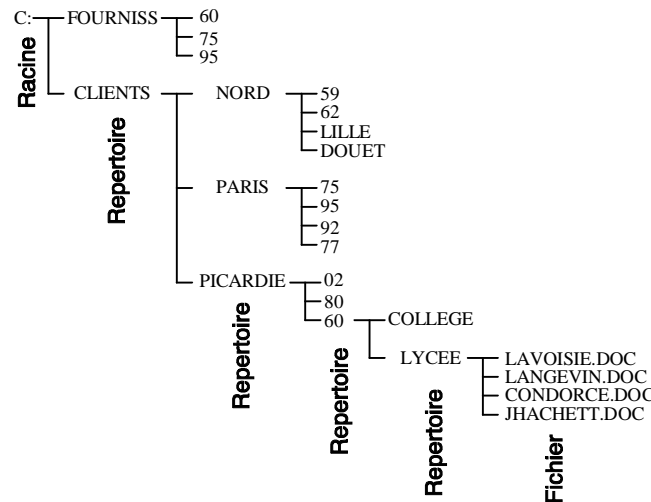 C: FOURNISS 60
75
95
Racine
CLIENTS NORD 59
62
LILLE
DOUET
Repertoire
PARIS 75
95
92
77
PICARDIE 02
80
60 COLLEGE
Repertoire
LYCEE LAVOISIE.DOC
LANGEVIN.DOC
CONDORCE.DOC
JHACHETT.DOC
Repertoire
Repertoire
Fichier